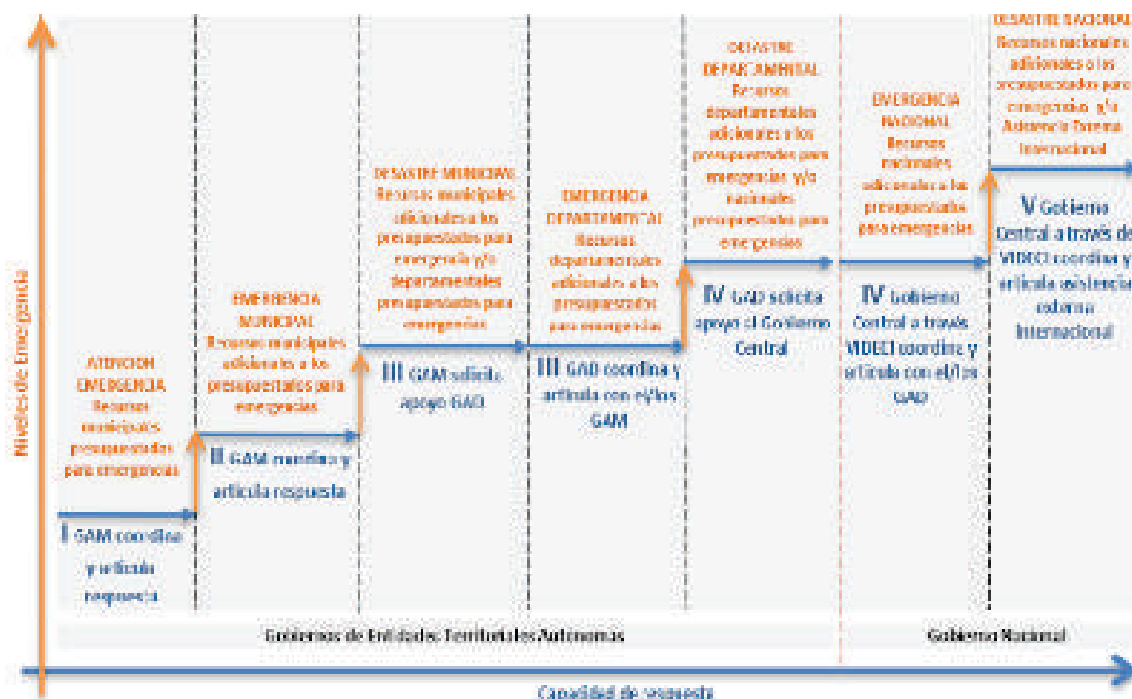 Niveles de Emergencia
ATENCION
EMERGENCIA
Recursos
municipales
presupuestados
para emergencias
I GAM coordina
y articula
respuesta
EMERGENCIA
MUNICIPAL
Recursos municipales
adicionales a los
presupuestados para
emergencias
II GAM coordina y
articula respuesta
DESASTRE MUNICIPAL
Recursos municipales
adicionales a los
presupuestados para
emergencia y/o
departamentales
presupuestados para
emergencias
III GAM solicita
apoyo GAD
EMERGENCIA
DEPARTAMENTAL
Recursos
departamentales
adicionales a los
presupuestados
para emergencias
III GAD coordina y
articula con el/los
GAM
DESASTRE
DEPARTAMENTAL
Recursos
departamentales
adicionales a los
presupuestados para
emergencias y/o
nacionales
presupuestados para
emergencias
IV GAD solicita
apoyo al Gobierno
Central
EMERGENCIA
NACIONAL Recursos
nacionales
adicionales a los
presupuestados
para emergencias
IV Gobierno
Central a través
VIDECI coordina y
articula con el/los
GAD
DESASTRE NACIONAL
Recursos nacionales
adicionales a los
presupuestados para
emergencias y/o
Asistencia Externa
Internacional
V Gobierno
Central a través de
VIDECI coordina y
articula asistencia
externa
Internacional
Gobiernos de Entidades Territoriales Autónomas
Gobierno Nacional
Capacidad de respuesta